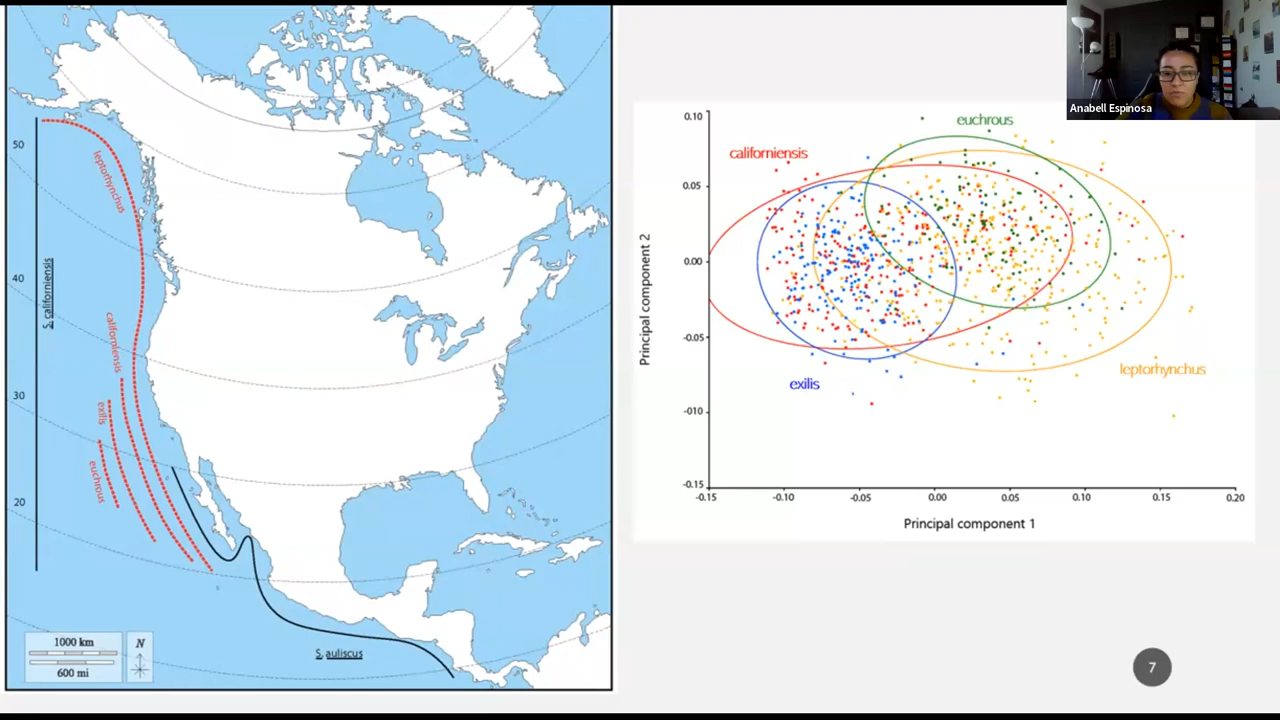 50
40
30
20
leptorhynchus
S. californiensis
californiensis
exilis
euchrous
S. auliscus
1000 km
600 mi
N
Anabell Espinosa
0.10
0.05
0.00
-0.05
-010
-0.15
Principal component 2
euchrous
californiensis
exilis
leptorhynchus
-0.15
-0.10
-0.05
0.00
0.05
0.10
0.15
0.20
Principal component 1
7